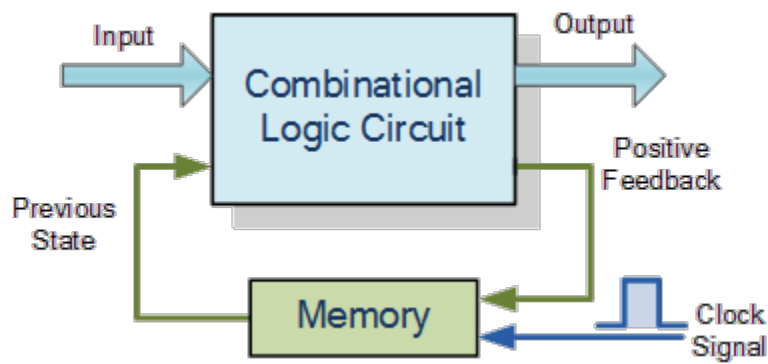 Input
Output
Combinational
Logic Circuit
Positive
Feedback
Previous
State
Memory
Clock
Signal